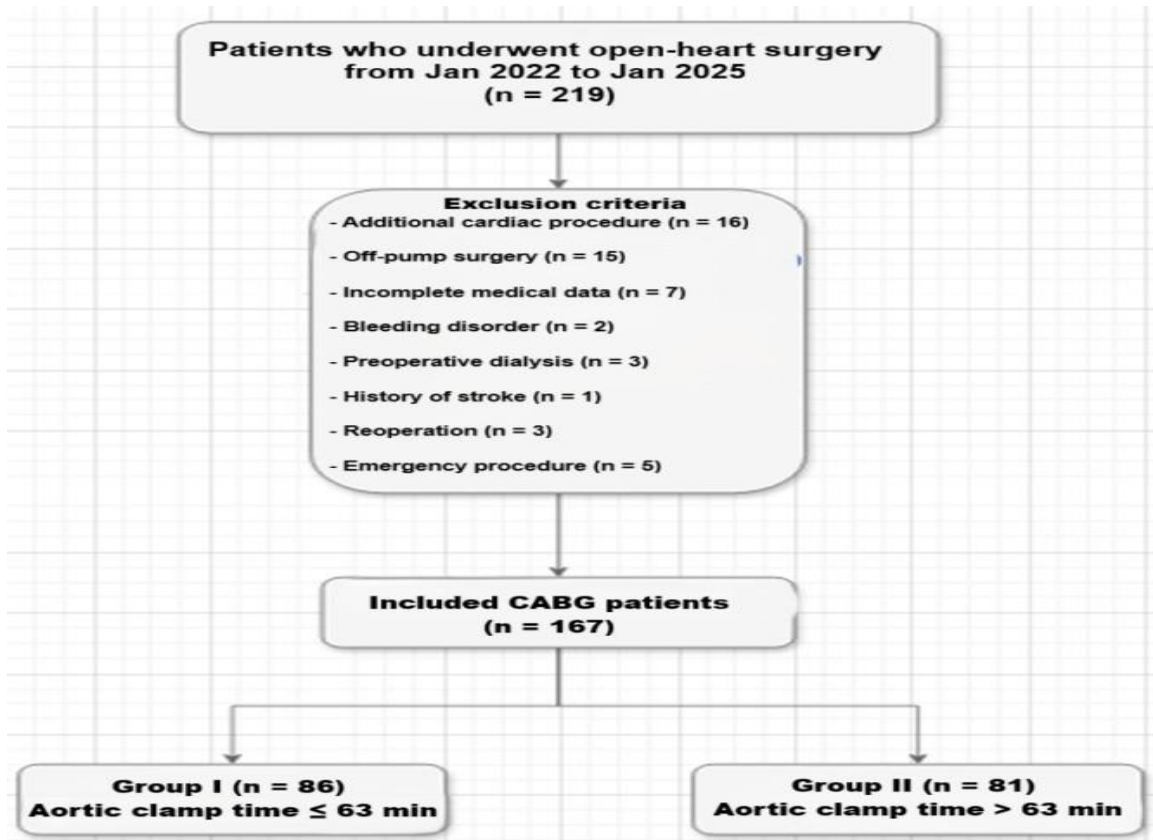 Patients who underwent open-heart surgery
from Jan 2022 to Jan 2025
(n = 219)
Exclusion criteria
- Additional cardiac procedure (n = 16)
- Off-pump surgery (n = 15)
- Incomplete medical data (n = 7)
- Bleeding disorder (n = 2)
- Preoperative dialysis (n = 3)
- History of stroke (n = 1)
- Reoperation (n = 3)
- Emergency procedure (n = 5)
Included CABG patients
(n = 167)
Group I (n = 86)
Aortic clamp time ≤ 63 min
Group II (n = 81)
Aortic clamp time > 63 min